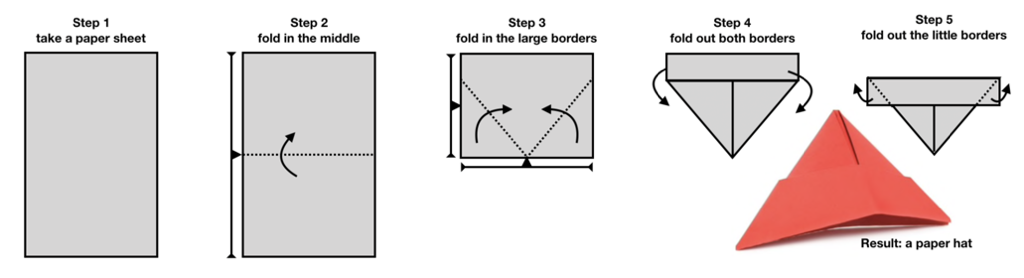 Step 1
take a paper sheet
Step 2
fold in the middle
Step 3
fold in the large borders
Step 4
fold out both borders
Step 5
fold out the little borders
Result: a paper hat